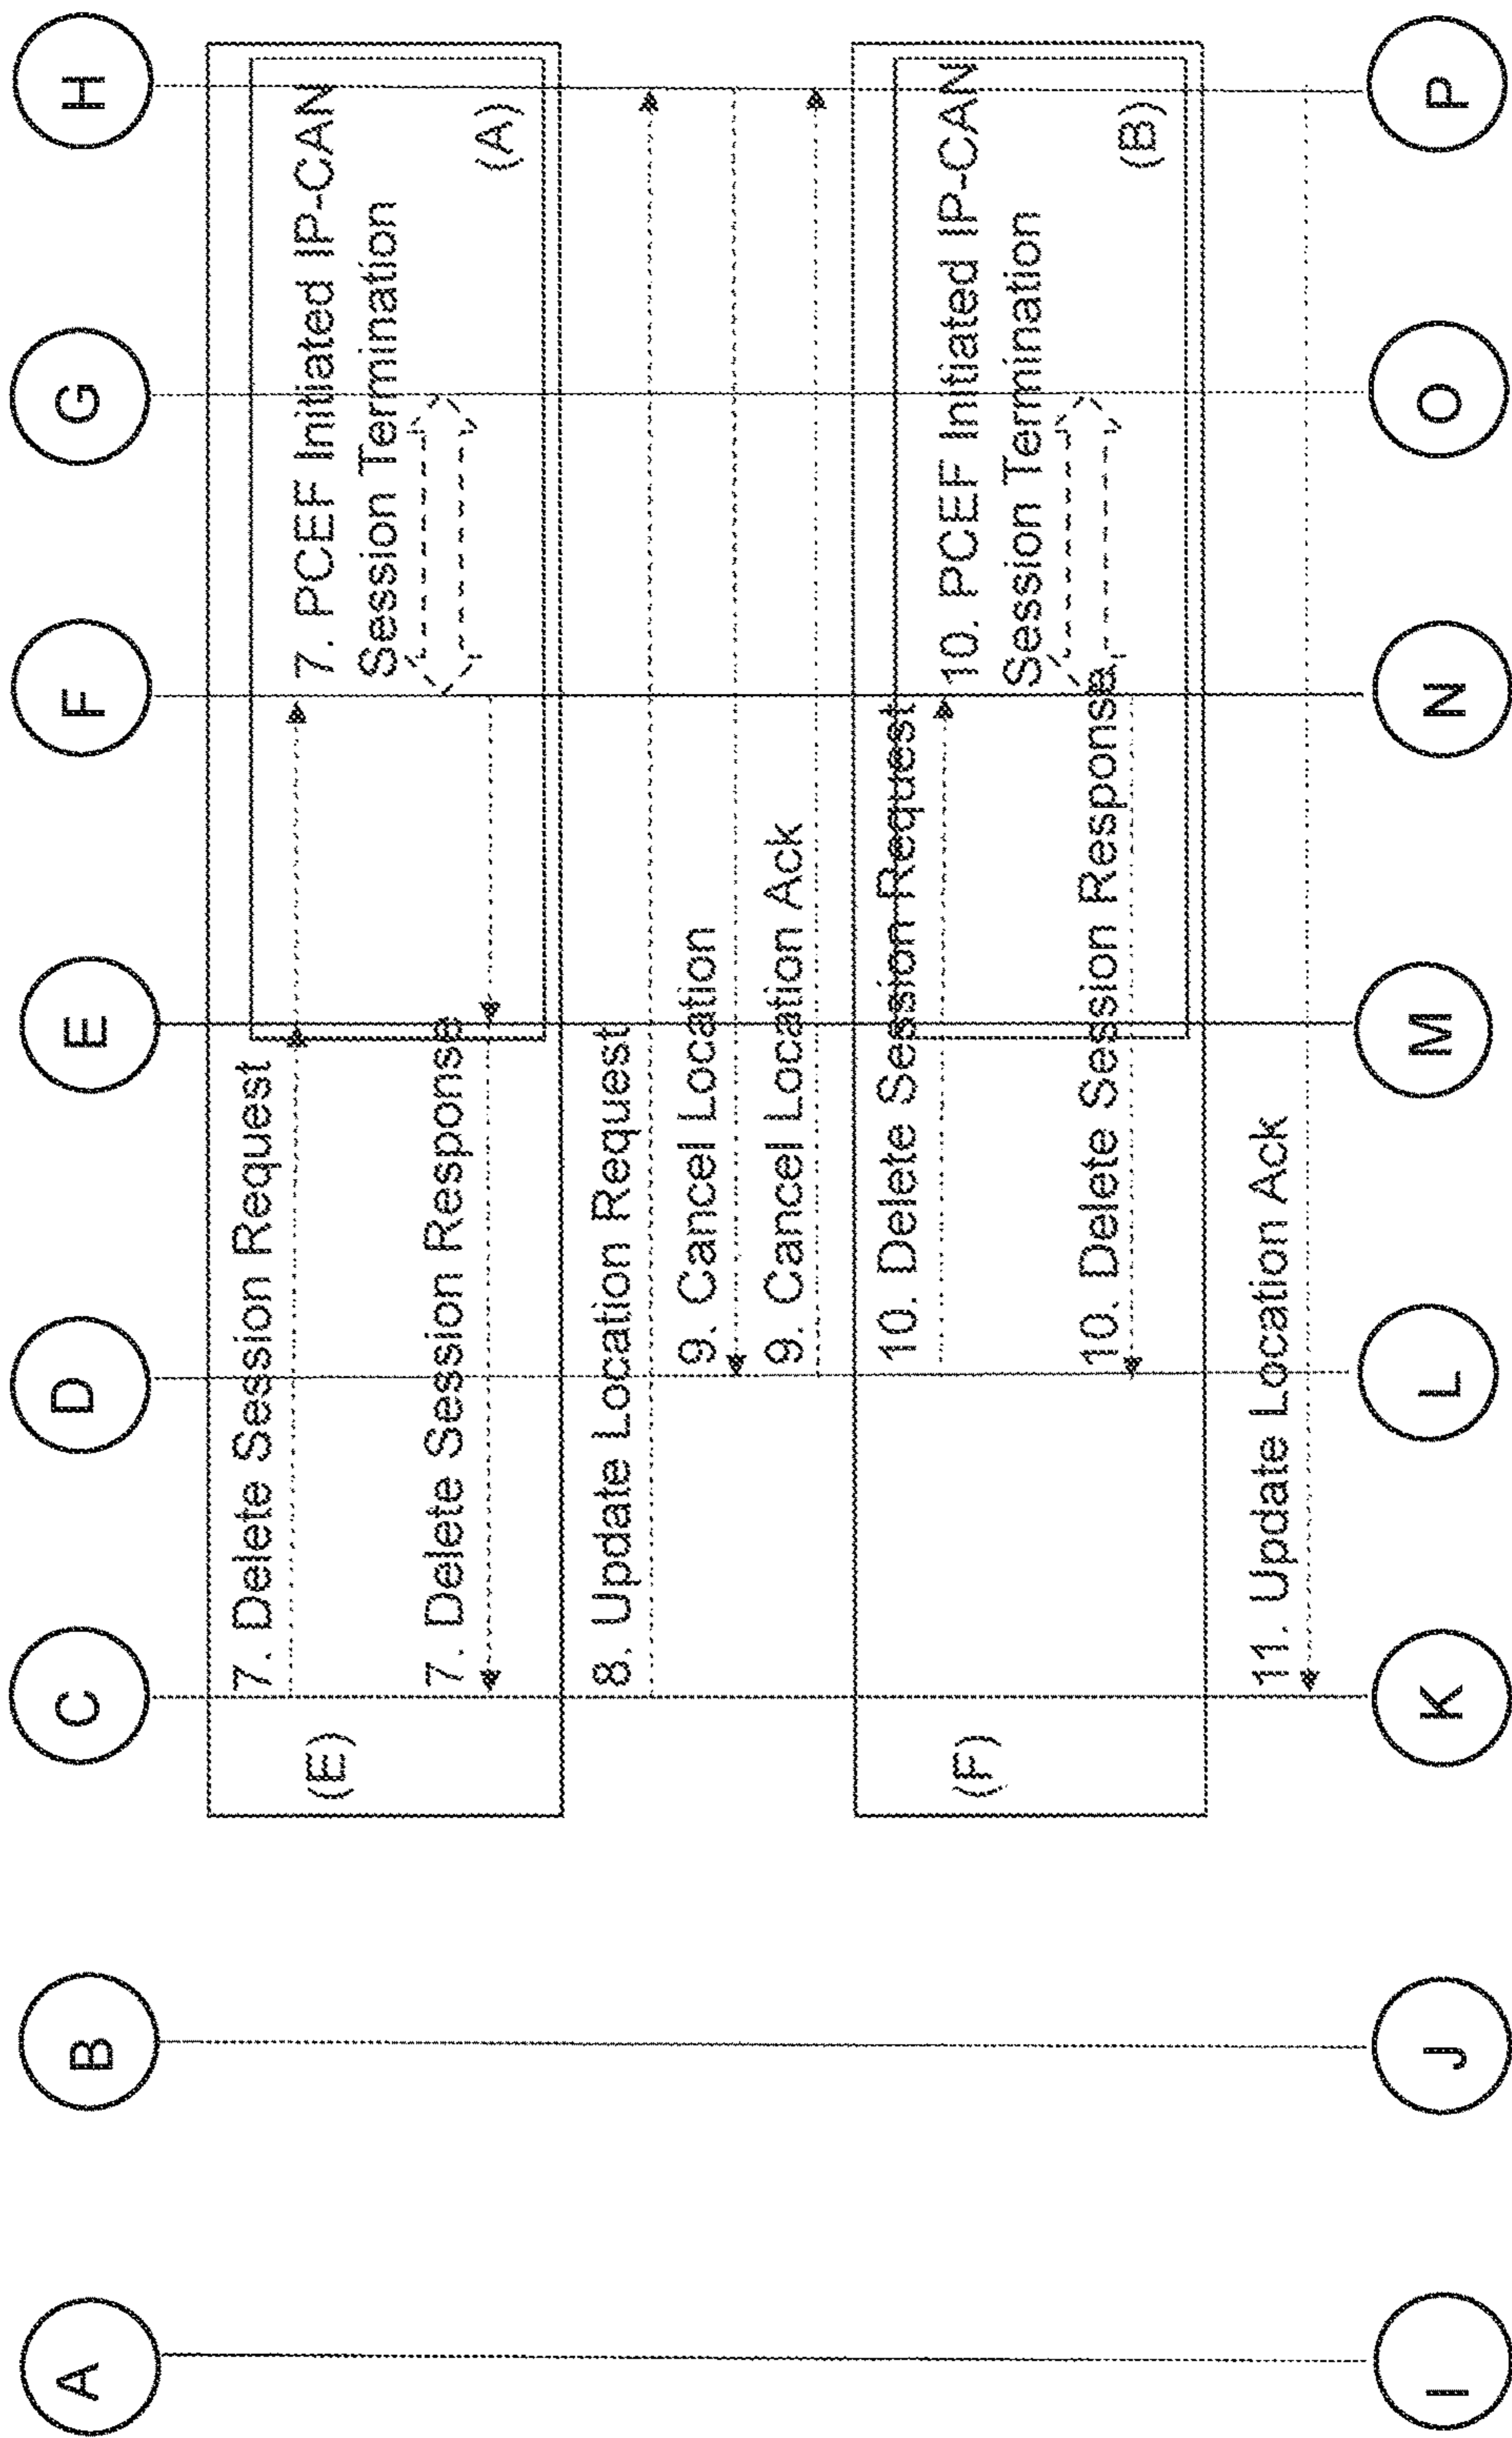 A
B
C
D
E
F
G
H
7. Delete Session Request
(E)
7. PCEF Initiated IP-CAN
Session Termination
7. Delete Session Response
(A)
8. Update Location Request
9. Cancel Location
9. Cancel Location Ack
10. Delete Session Request
(F)
10. PCEF Initiated IP-CAN
Session Termination
10. Delete Session Response
(B)
11. Update Location Ack
I
J
K
L
M
N
O
P